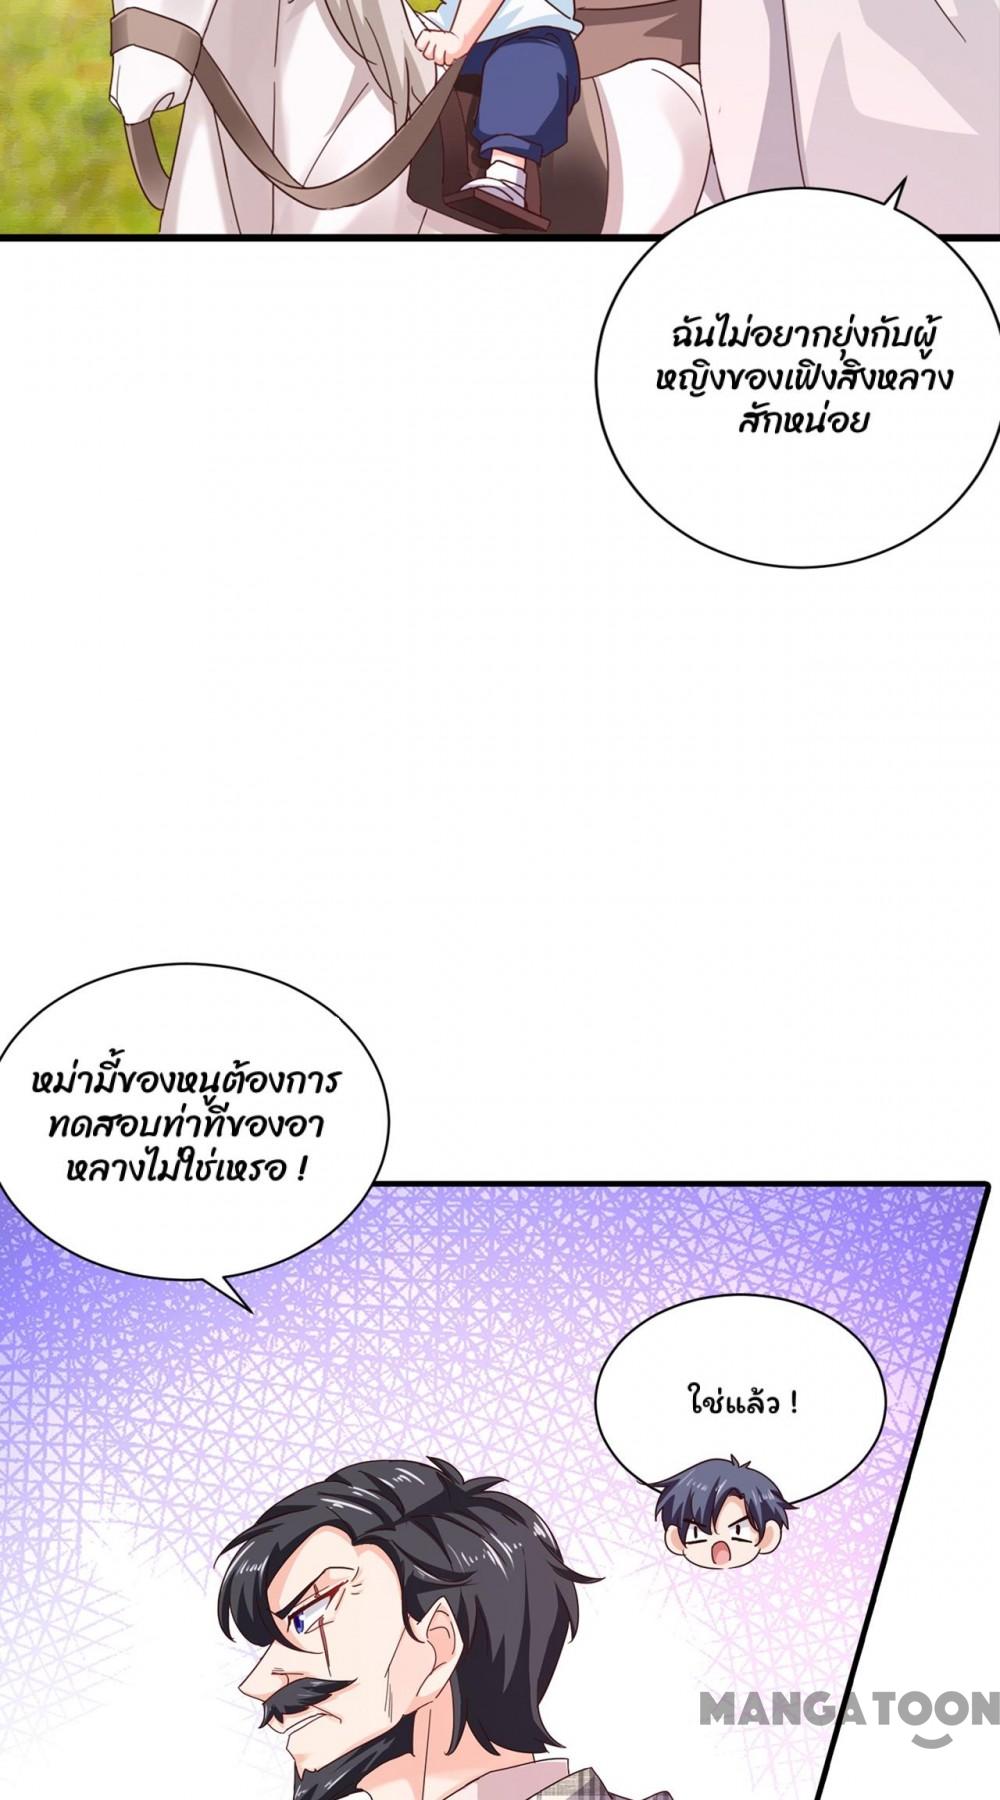 ฉันไม่อยากยุ่งกับผู้
หญิงของเฟิงสิงหลาง
สักหน่อย
หม่ามี้ของหนูต้องการ
ทดสอบท่าทีของอา
หลางไม่ใช่เหรอ !
ใช่แล้ว !
MANGATOON